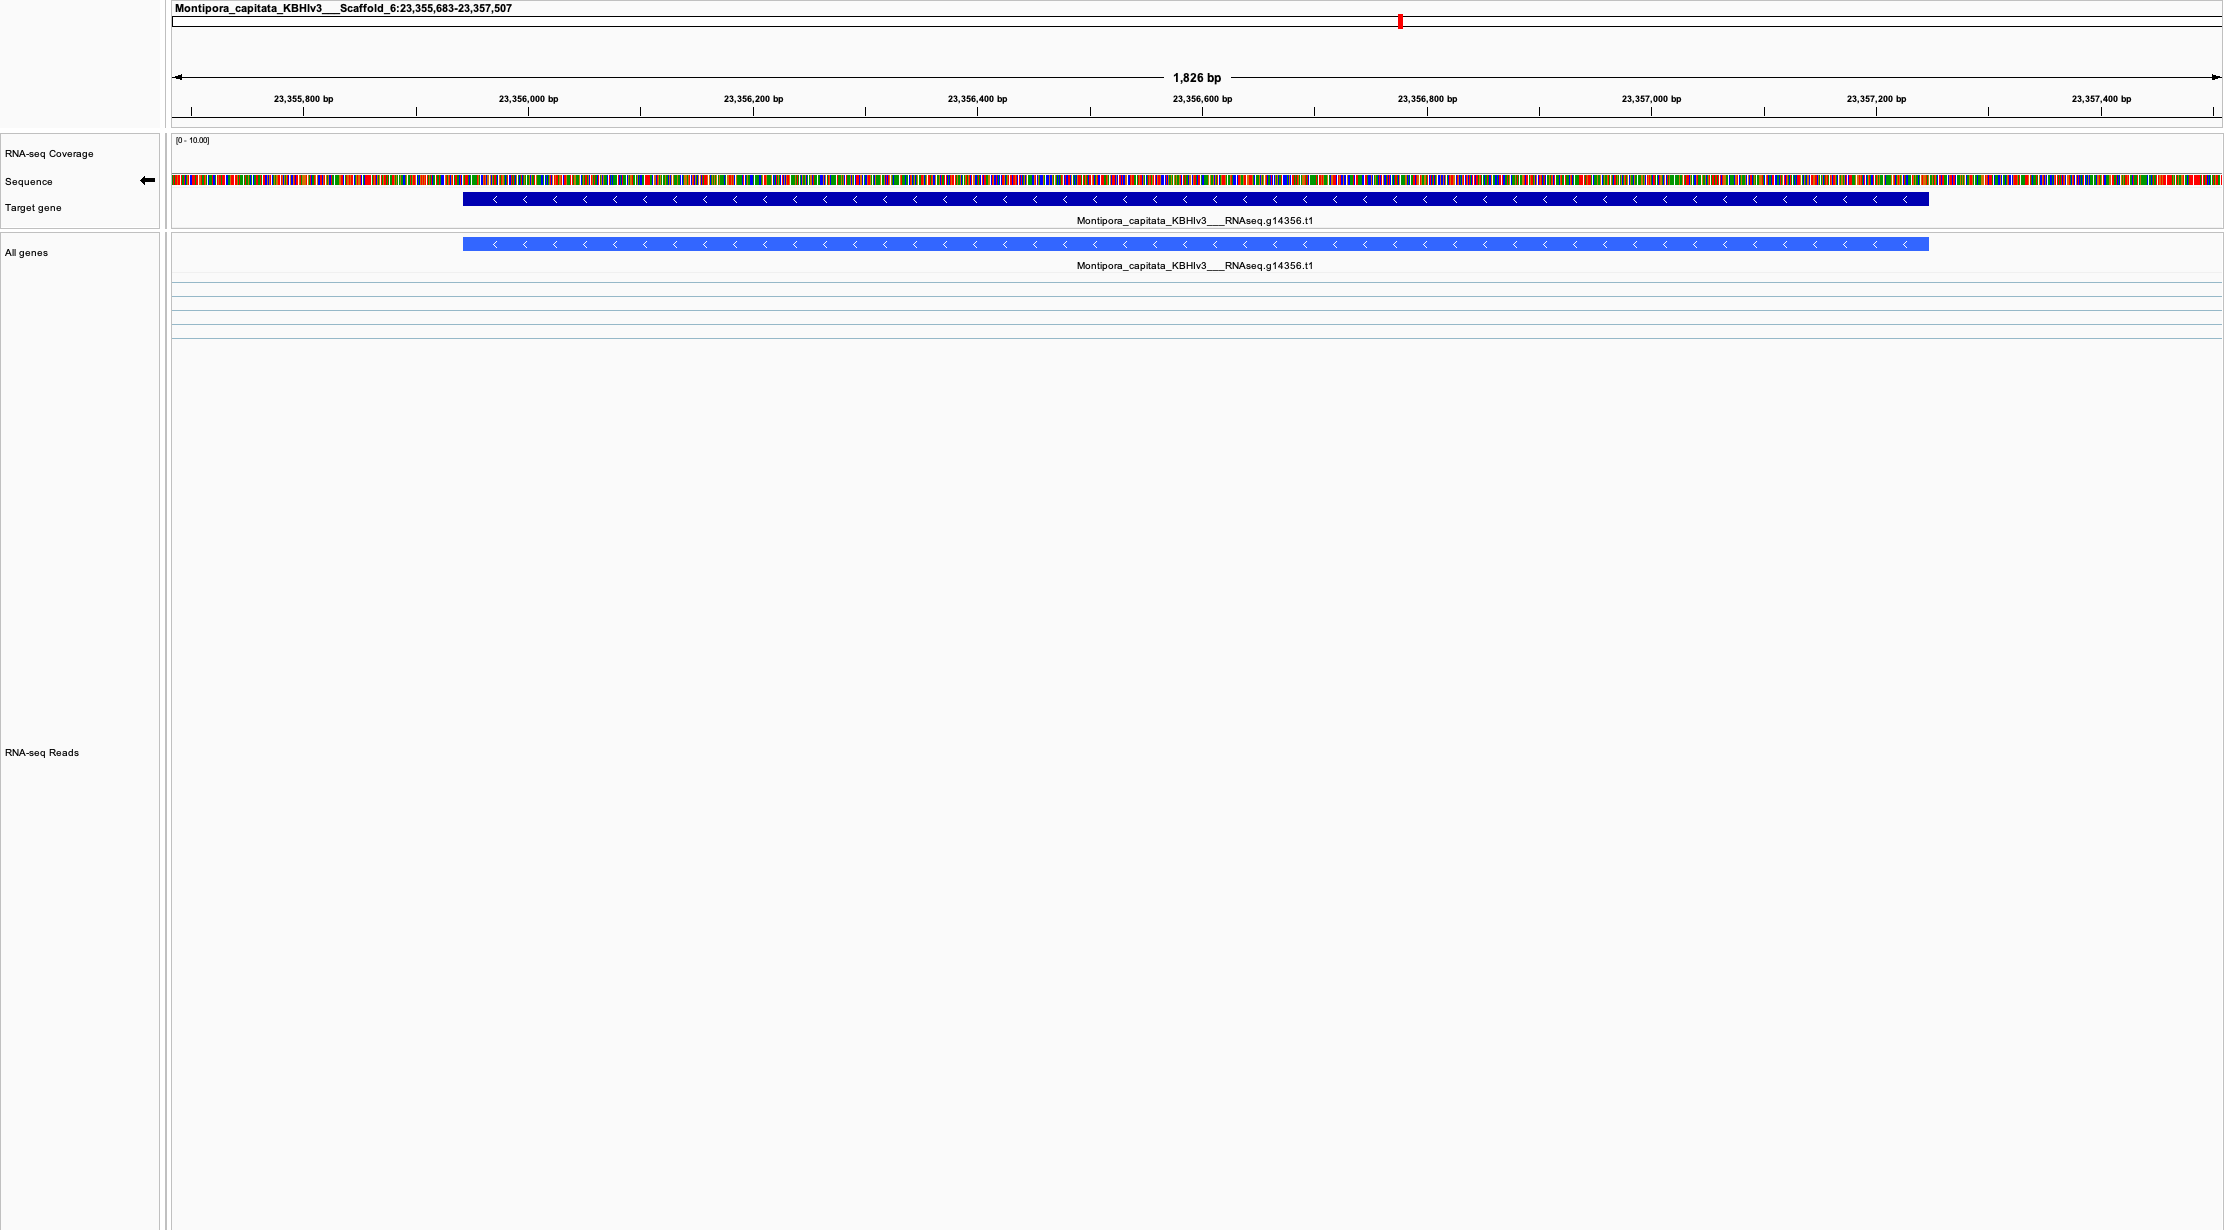 Montipora_capitata_KBHIv3___Scaffold_6:23,355,683-23,357,507
1,826 bp
23,355,800 bp 23,356,000 bp 23,356,200 bp 23,356,400 bp 23,356,600 bp 23,356,800 bp 23,357,000 bp 23,357,200 bp 23,357,400 bp
[0 - 10.00]
RNA-seq Coverage
Sequence
Target gene
Montipora_capitata_KBHIv3___RNAseq.g14356.t1
All genes
Montipora_capitata_KBHIv3___RNAseq.g14356.t1
RNA-seq Reads